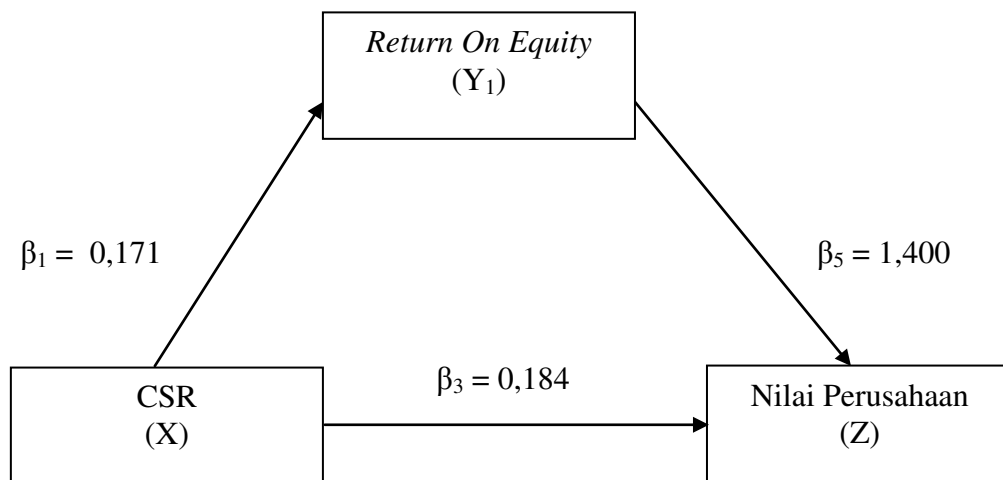 Return On Equity
(Y₁)
β₁ = 0,171
β₅ = 1,400
β₃ = 0,184
CSR
(X)
Nilai Perusahaan
(Z)